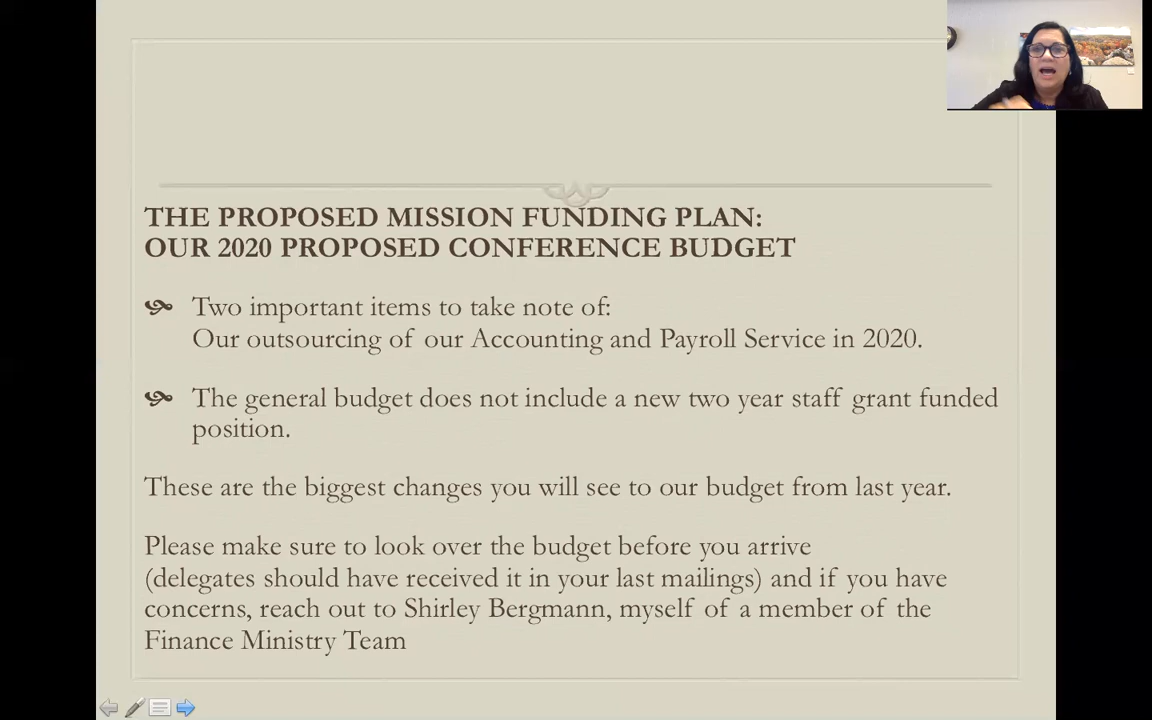 THE PROPOSED MISSION FUNDING PLAN:
OUR 2020 PROPOSED CONFERENCE BUDGET
Two important items to take note of:
Our outsourcing of our Accounting and Payroll Service in 2020.
The general budget does not include a new two year staff grant funded
position.
These are the biggest changes you will see to our budget from last year.
Please make sure to look over the budget before you arrive
(delegates should have received it in your last mailings) and if you have
concerns, reach out to Shirley Bergmann, myself of a member of the
Finance Ministry Team